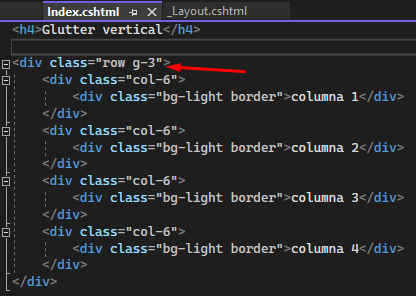 Index.cshtml _Layout.cshtml
<h4>Glutter vertical</h4>
<div class="row g-3">
<div class="col-6">
<div class="bg-light border">columna 1</div>
</div>
<div class="col-6">
<div class="bg-light border">columna 2</div>
</div>
<div class="col-6">
<div class="bg-light border">columna 3</div>
</div>
<div class="col-6">
<div class="bg-light border">columna 4</div>
</div>
</div>